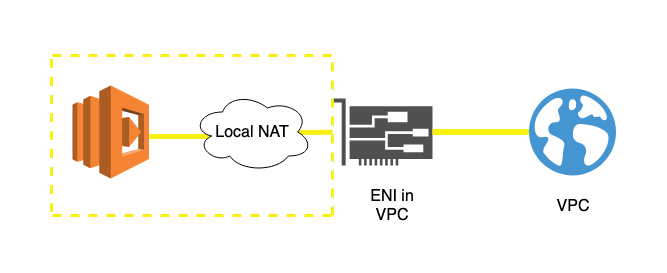 Local NAT
ENI in
VPC
VPC